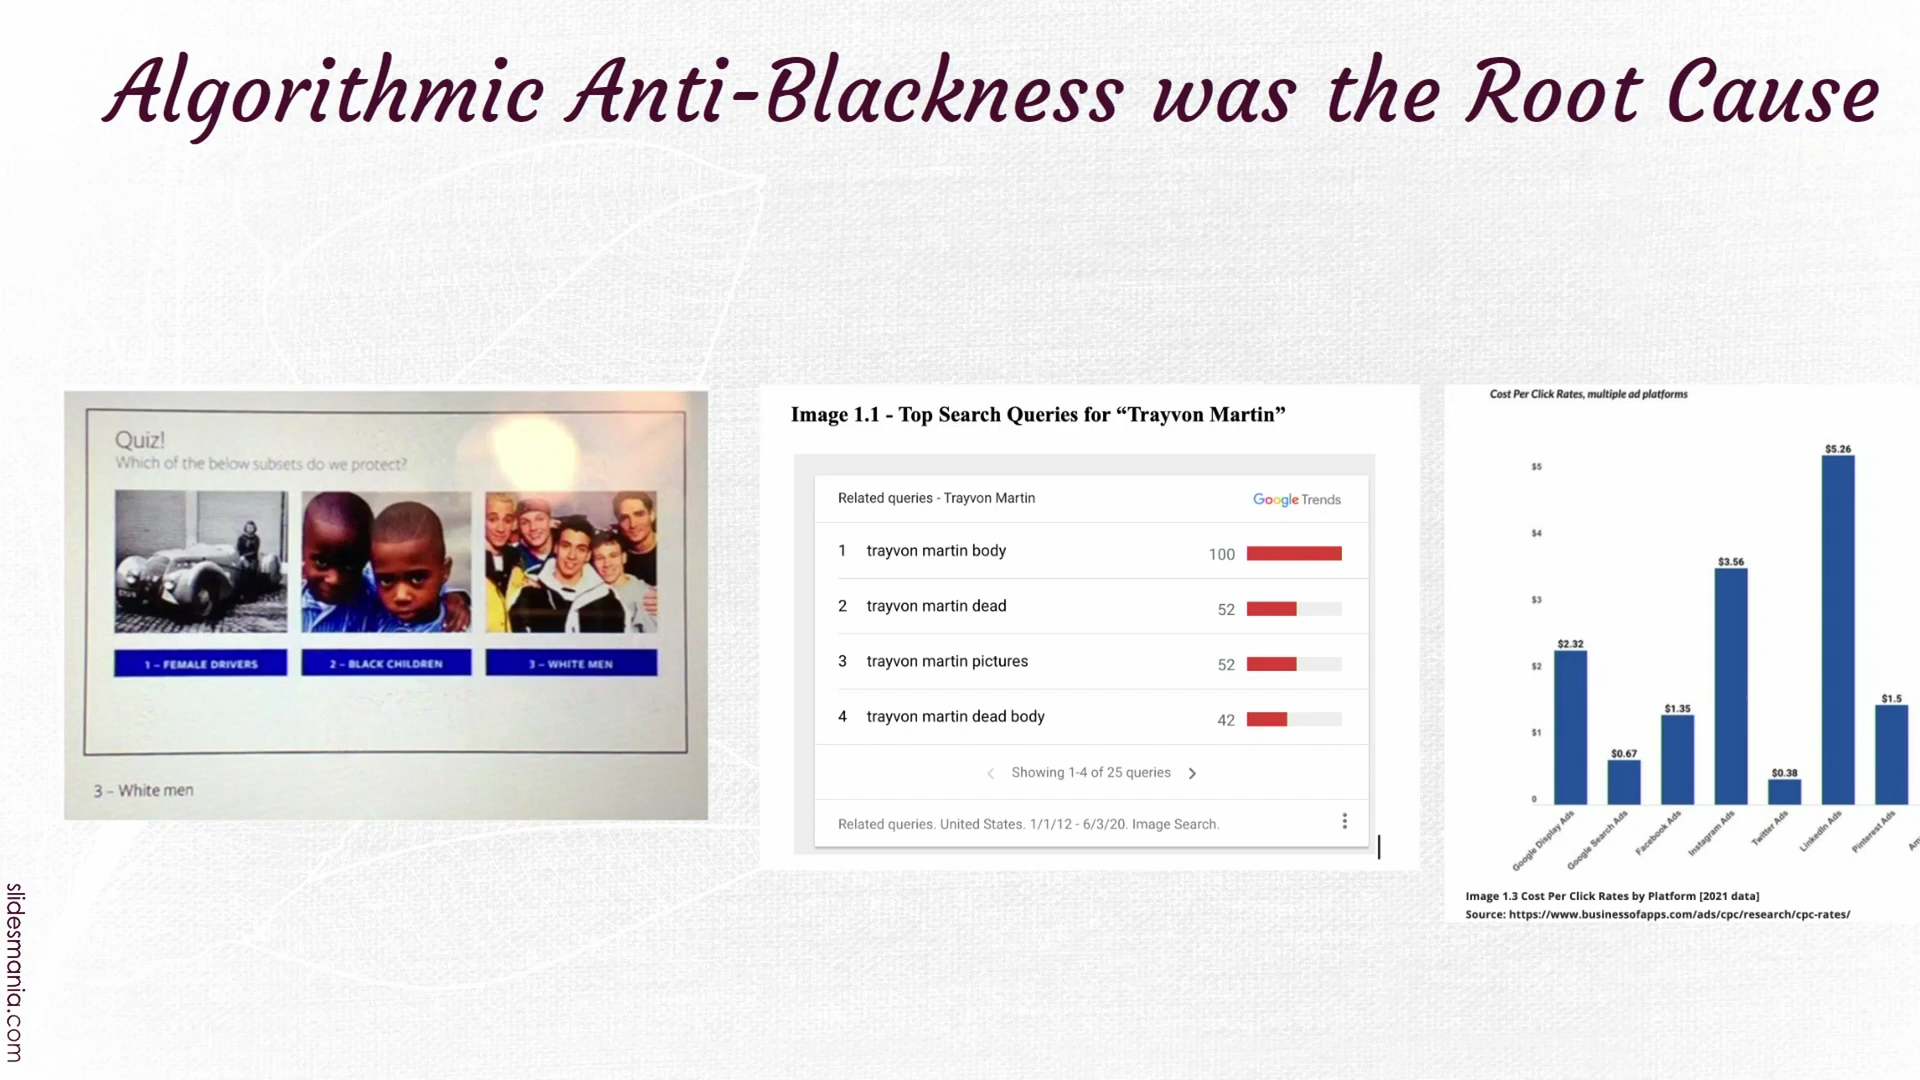 Algorithmic Anti-Blackness was the Root Cause
Quiz!
Which of the below subsets do we protect?
1 – FEMALE DRIVERS
2 – BLACK CHILDREN
3 – WHITE MEN
3 – White men
Image 1.1 - Top Search Queries for “Trayvon Martin”
Related queries - Trayvon Martin
Google Trends
1 trayvon martin body 100
2 trayvon martin dead 52
3 trayvon martin pictures 52
4 trayvon martin dead body 42
Showing 1-4 of 25 queries
Related queries. United States. 1/1/12 - 6/3/20. Image Search.
Cost Per Click Rates, multiple ad platforms
$5
$4
$3
$2
$1
0
$2.32
$0.67
$1.35
$3.56
$0.38
$5.26
$1.5
Google Display Ads
Google Search Ads
Facebook Ads
Instagram Ads
Twitter Ads
LinkedIn Ads
Pinterest Ads
Image 1.3 Cost Per Click Rates by Platform [2021 data]
Source: https://www.businessofapps.com/ads/cpc/research/cpc-rates/
slidesmania.com